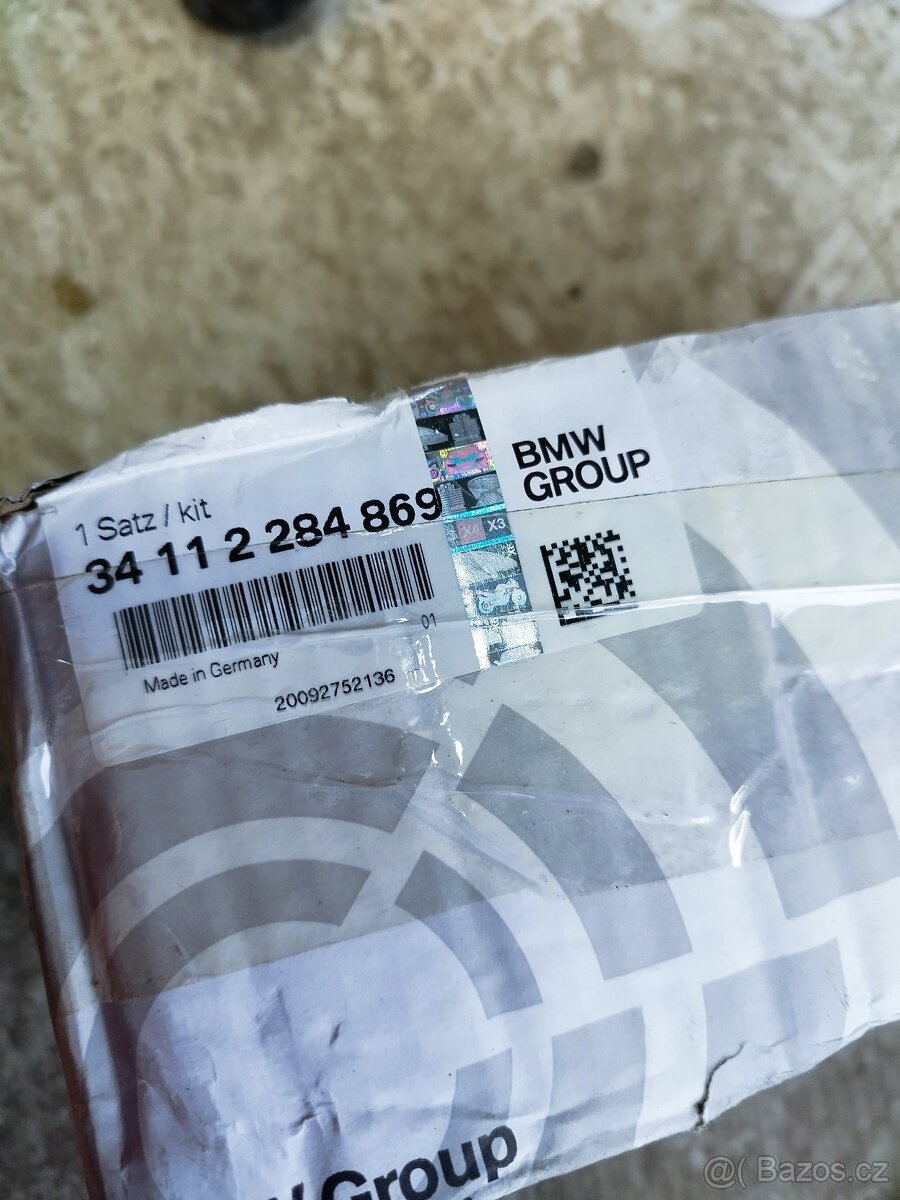 1 Satz / kit
34 11 2 284 869
01
Made in Germany
20092752136
BMW
GROUP
X4 X3
Group
@( Bazos.cz